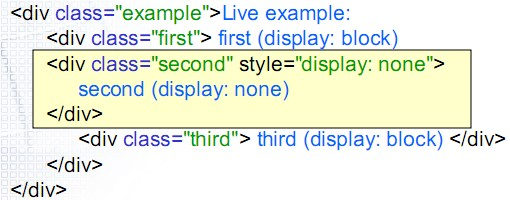 <div class="example">Live example:
<div class="first"> first (display: block)
<div class="second" style="display: none">
second (display: none)
</div>
<div class="third"> third (display: block) </div>
</div>
</div>